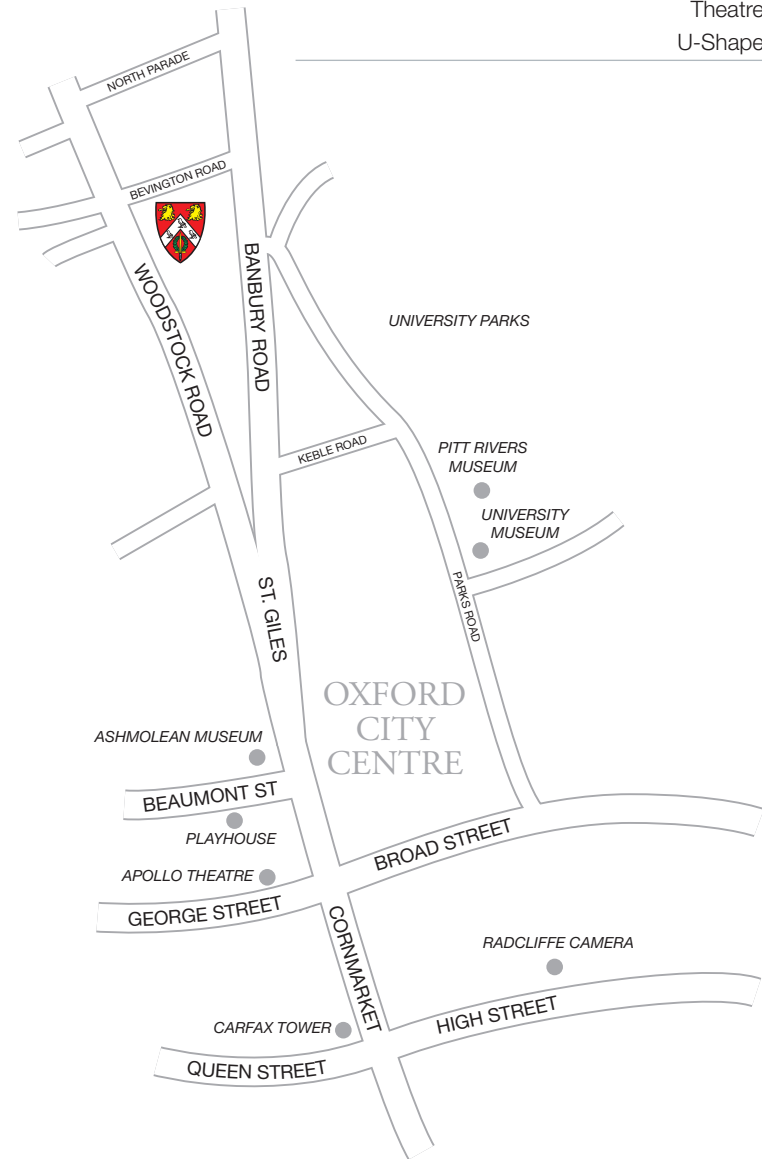 Theatre
U-Shape
NORTH PARADE
BEVINGTON ROAD
WOODSTOCK ROAD
BANBURY ROAD
UNIVERSITY PARKS
KEBLE ROAD
PITT RIVERS
MUSEUM
UNIVERSITY
MUSEUM
PARKS ROAD
ST. GILES
OXFORD
CITY
CENTRE
ASHMOLEAN MUSEUM
BEAUMONT ST
PLAYHOUSE
BROAD STREET
APOLLO THEATRE
GEORGE STREET
CORNMARKET
RADCLIFFE CAMERA
HIGH STREET
CARFAX TOWER
QUEEN STREET